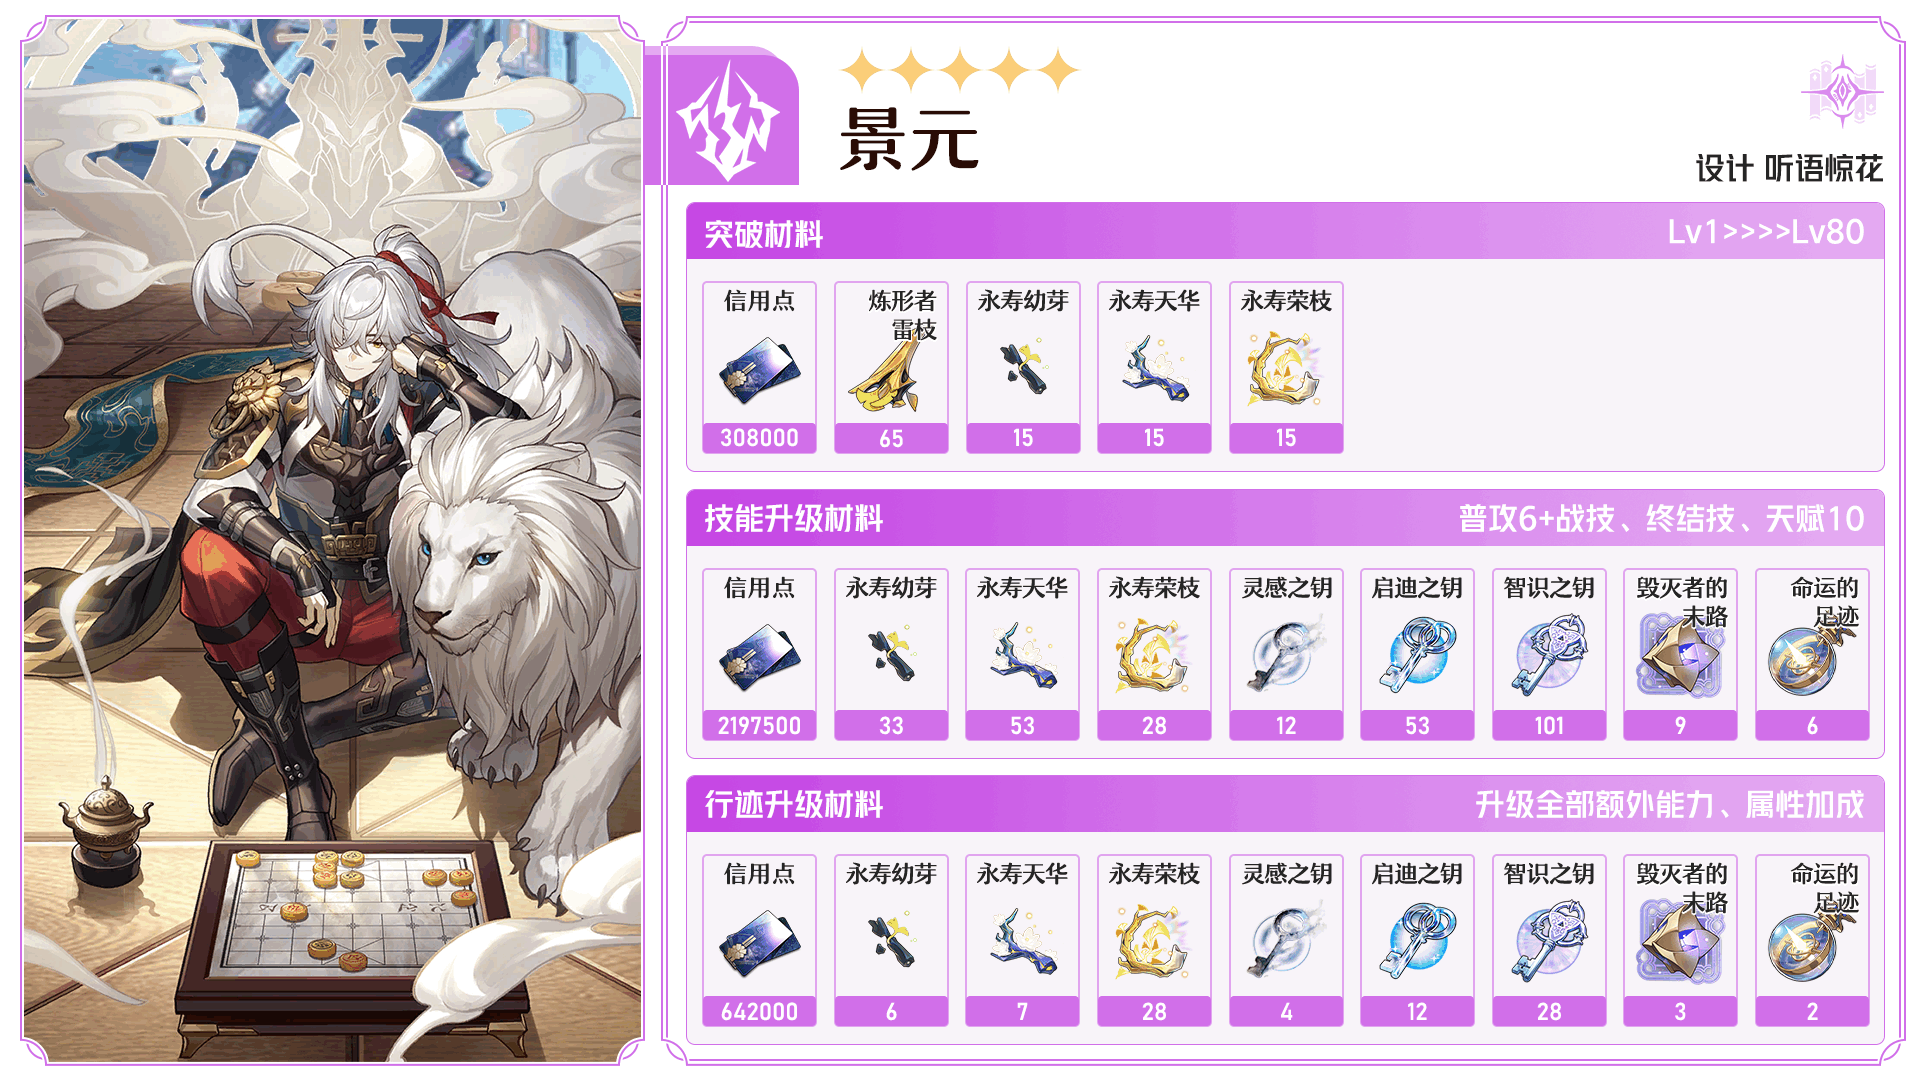 景元
设计 听语惊花
突破材料
Lv1>>>>Lv80
信用点
308000
炼形者
雷枝
65
永寿幼芽
15
永寿天华
15
永寿荣枝
15
技能升级材料
普攻6+战技、终结技、天赋10
信用点
2197500
永寿幼芽
33
永寿天华
53
永寿荣枝
28
灵感之钥
12
启迪之钥
53
智识之钥
101
毁灭者的
末路
9
命运的
足迹
6
行迹升级材料
升级全部额外能力、属性加成
信用点
642000
永寿幼芽
6
永寿天华
7
永寿荣枝
28
灵感之钥
4
启迪之钥
12
智识之钥
28
毁灭者的
末路
3
命运的
足迹
2